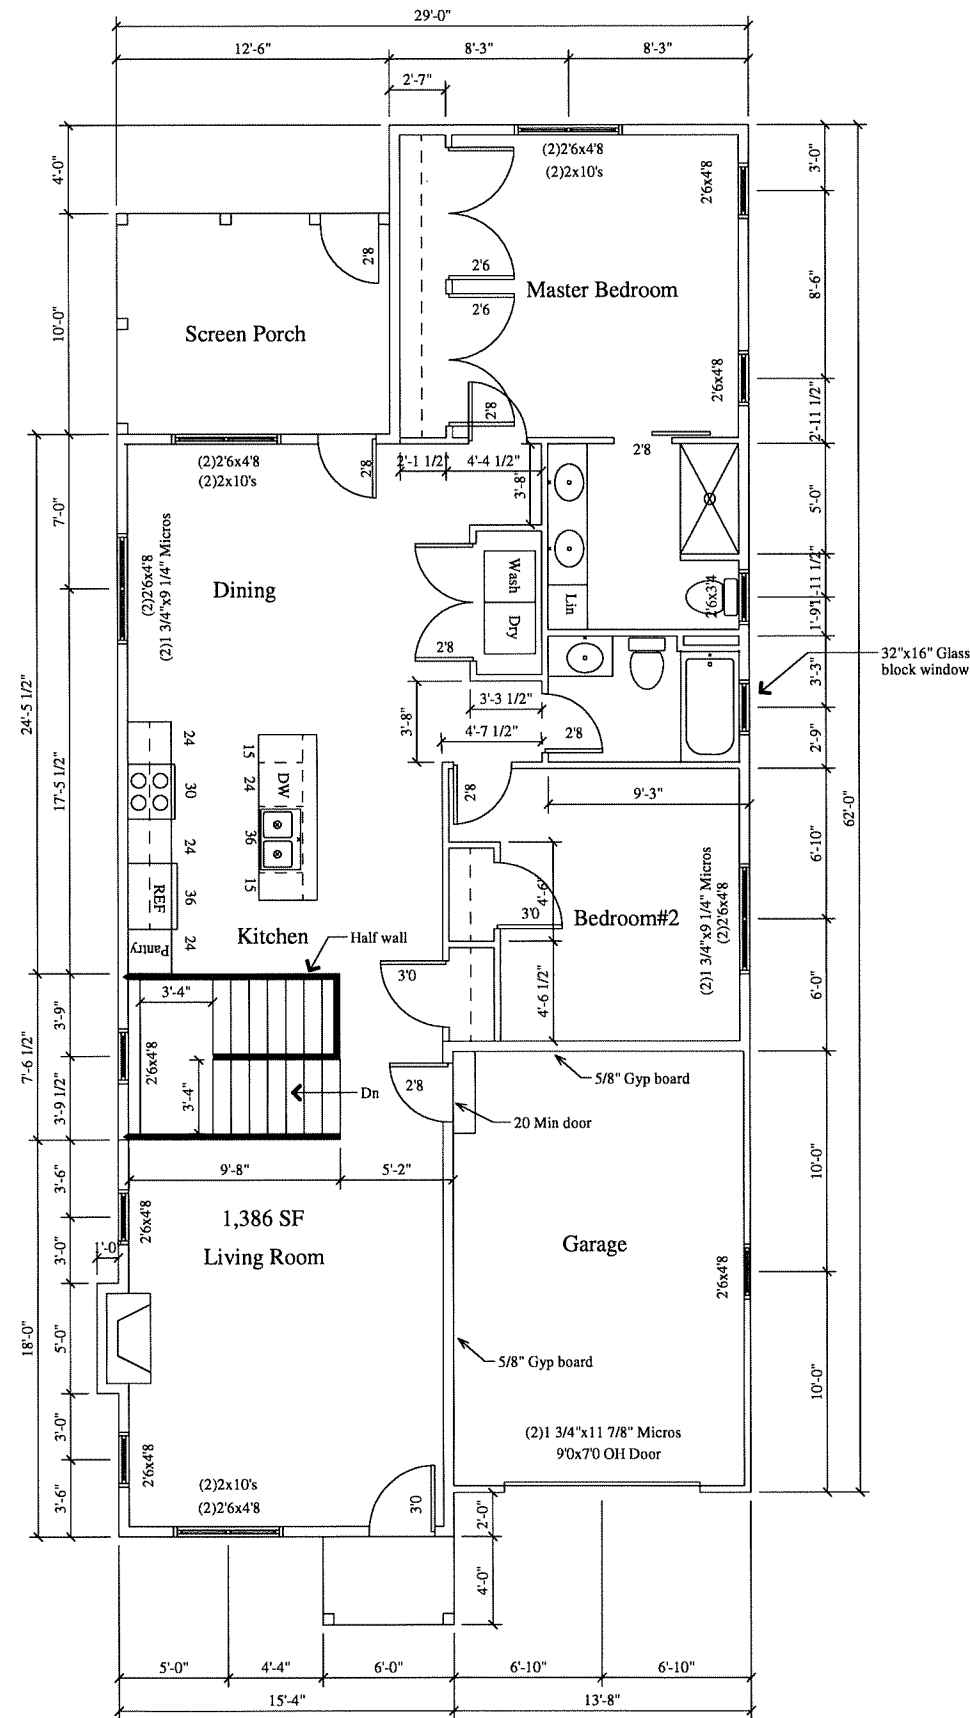 29'-0"
12'-6"
8'-3"
8'-3"
2'-7"
4'-0"
(2)2'6x4'8
(2)2x10's
2'6x4'8
3'-0"
2'8
2'6
Master Bedroom
2'6
8'-6"
10'-0"
Screen Porch
2'6x4'8
2'8
2'-11 1/2"
(2)2'6x4'8
(2)2x10's
2'8
2'-1 1/2"
4'-4 1/2"
2'8
3'-8"
5'-0"
7'-0"
(2)2'6x4'8
(2)1 3/4"x9 1/4" Micros
Dining
Wash
Dry
Lin
2'6x3'4
1'-9"
2'8
32"x16" Glass
block window
3'-3"
24'-5 1/2"
3'-8"
3'-3 1/2"
4'-7 1/2"
2'8
2'-9"
17'-5 1/2"
24
15
DW
24
30
36
24
15
REF
36
Pantry
24
2'8
9'-3"
62'-0"
6'-10"
4'-6"
3'0
Bedroom#2
(2)1 3/4"x9 1/4" Micros
(2)2'6x4'8
Kitchen
Half wall
3'0
4'-6 1/2"
6'-0"
3'-9"
3'-4"
7'-6 1/2"
2'6x4'8
3'-9 1/2"
3'-4"
Dn
2'8
5/8" Gyp board
20 Min door
10'-0"
3'-6"
9'-8"
5'-2"
2'6x4'8
1,386 SF
Living Room
Garage
3'-0"
1'-0
2'6x4'8
18'-0"
5'-0"
5/8" Gyp board
10'-0"
3'-0"
2'6x4'8
(2)1 3/4"x11 7/8" Micros
9'0x7'0 OH Door
3'-6"
(2)2x10's
(2)2'6x4'8
3'0
2'-0"
4'-0"
5'-0"
4'-4"
6'-0"
6'-10"
6'-10"
15'-4"
13'-8"